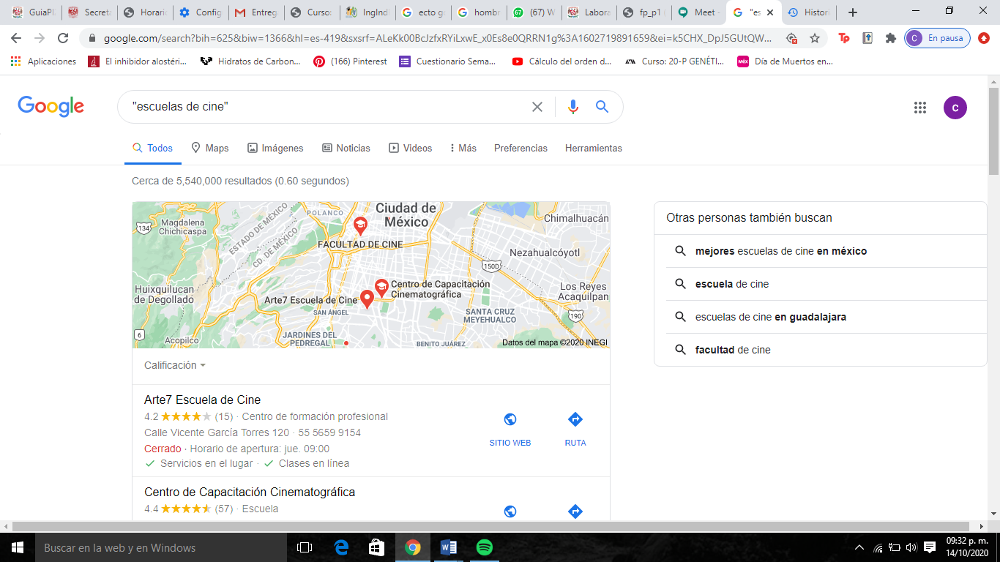 GuiaPl
Secret
Horari
Config
Entreg
Curso:
IngIndi
ecto g
hombr
67 (67) W
Labora
fp_p1
Meet -
"es
Histor
google.com/search?bih=625&biw=1366&hl=es-419&sxsrf=ALeKk00BcJzfxRYiLxwE_x0Es8e0QRRN1g%3A1602719891659&ei=k5CHX_DpJ5GUtQW...
Tp
C En pausa
Aplicaciones
El inhibidor alostéri...
Hidratos de Carbon...
(166) Pinterest
Cuestionario Sema...
Cálculo del orden d...
Curso: 20-P GENÉTI...
Día de Muertos en...
Google
"escuelas de cine"
C
Todos
Maps
Imágenes
Noticias
Videos
Más
Preferencias
Herramientas
Cerca de 5,540,000 resultados (0.60 segundos)
POLANCO
Ciudad de
México
Magdalena
Chichicaspa
134
ESTADO DE MÉXICO
CD. DE MÉXICO
Chimalhuacán
FACULTAD DE CINE
Nezahualcóyotl
150D
Huixquilucan
de Degollado
Centro de Capacitación
Cinematográfica
Los Reyes
Acaquilpan
Arte7 Escuela de Cine
SAN ÁNGEL
SANTA CRUZ
MEYEHUALCO
190
6
Acopilco
JARDINES DEL
PEDREGAL
BENITO JUÁREZ
Datos del mapa ©2020 INEGI
Calificación
Arte7 Escuela de Cine
4.2 (15) · Centro de formación profesional
Calle Vicente García Torres 120 · 55 5659 9154
Cerrado · Horario de apertura: jue. 09:00
Servicios en el lugar · Clases en línea
SITIO WEB
RUTA
Centro de Capacitación Cinematográfica
4.4 (57) · Escuela
Otras personas también buscan
mejores escuelas de cine en méxico
escuela de cine
escuelas de cine en guadalajara
facultad de cine
Buscar en la web y en Windows
09:32 p. m.
14/10/2020